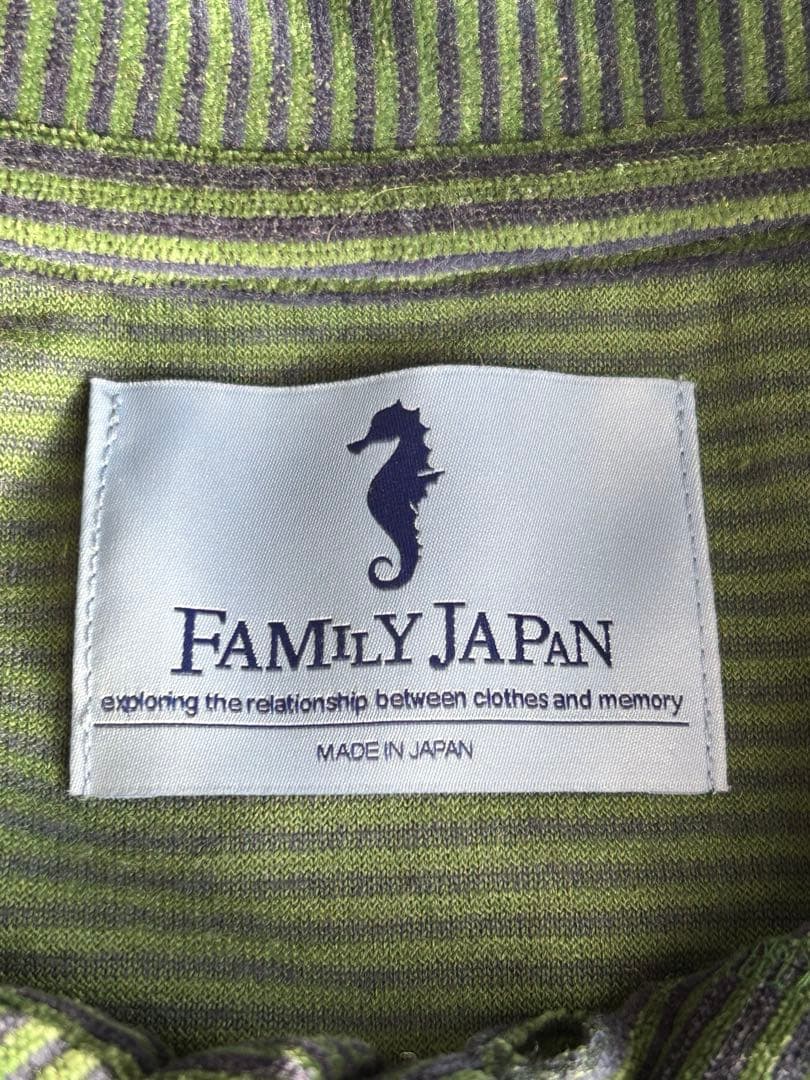 FAMILY JAPAN
exploring the relationship between clothes and memory
MADE IN JAPAN